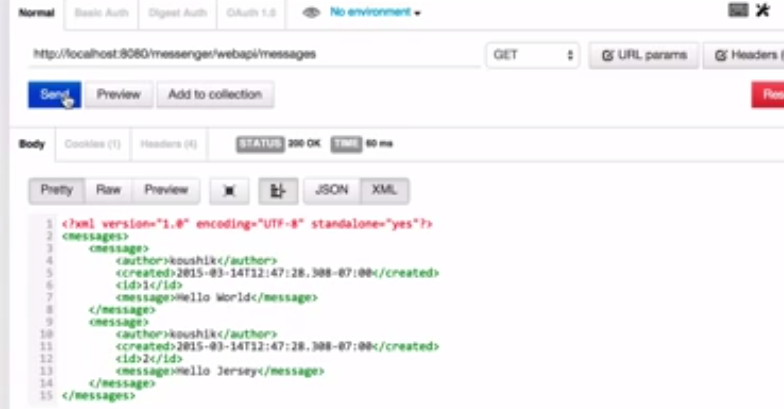 Normal Basic Auth Digest Auth OAuth 1.0 No environment
http://localhost:8080/messenger/webapi/messages GET URL params Headers (
Send Preview Add to collection Res
Body Cookies (1) Headers (4) STATUS 200 OK TIME 60 ms
Pretty Raw Preview JSON XML
1 <?xml version="1.0" encoding="UTF-8" standalone="yes"?>
2 <messages>
3 <message>
4 <author>koushik</author>
5 <created>2015-03-14T12:47:28.308-07:00</created>
6 <id>1</id>
7 <message>Hello World</message>
8 </message>
9 <message>
10 <author>koushik</author>
11 <created>2015-03-14T12:47:28.308-07:00</created>
12 <id>2</id>
13 <message>Hello Jersey</message>
14 </message>
15 </messages>